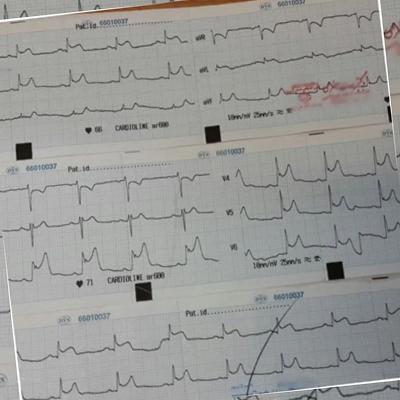 Pat.id. 66010037
aVR
aVL
aVF
♥ 66 CARDIOLINE ar600
10mm/mV 25mm/s
66010037 Pat.id.
66010037
V4
V5
V6
♥ 71 CARDIOLINE ar600
10mm/mV 25mm/s
66010037
Pat.id. 66010037